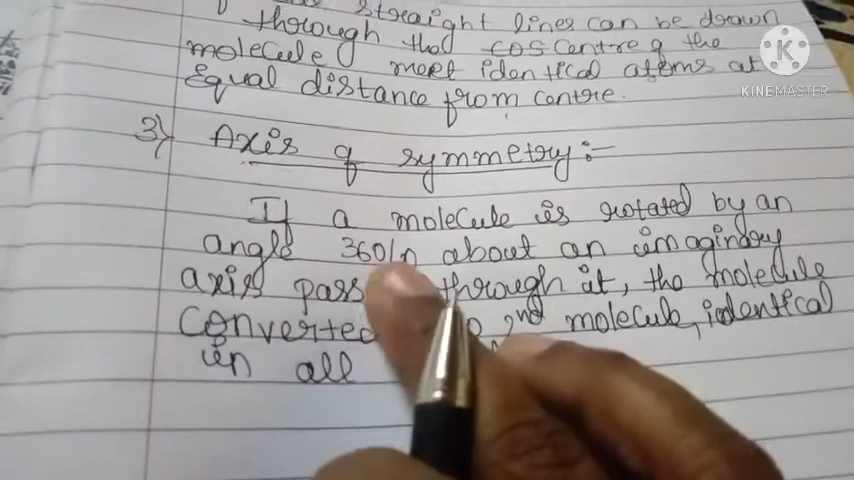 straight lines can be drawn
through that cos centre of the
molecule meet identical atoms at
Equal distance from centre.
3) Axis of symmetry:-
If a molecule is rotated by an
angle 360/n about an imaginary
axis pass through it, the molecule
Converted 2nd molecule, identical
in all
K
KINEMASTER